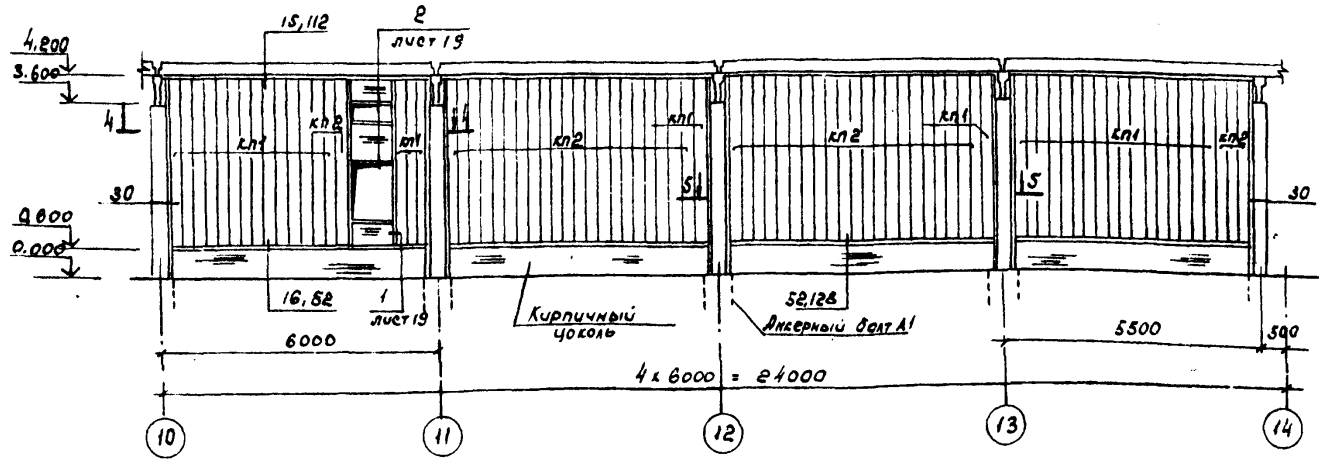 15,112
2
лист 19
4.200
3.600
4
4
кп1
кп2
кп1
кп2
кп1
кп2
кп1
кп1
кп2
5
5
30
30
0.600
0.000
16,52
1
лист 19
Кирпичный
цоколь
52,128
Анкерный болт А1
6000
5500
500
4 x 6000 = 24000
10
11
12
13
14